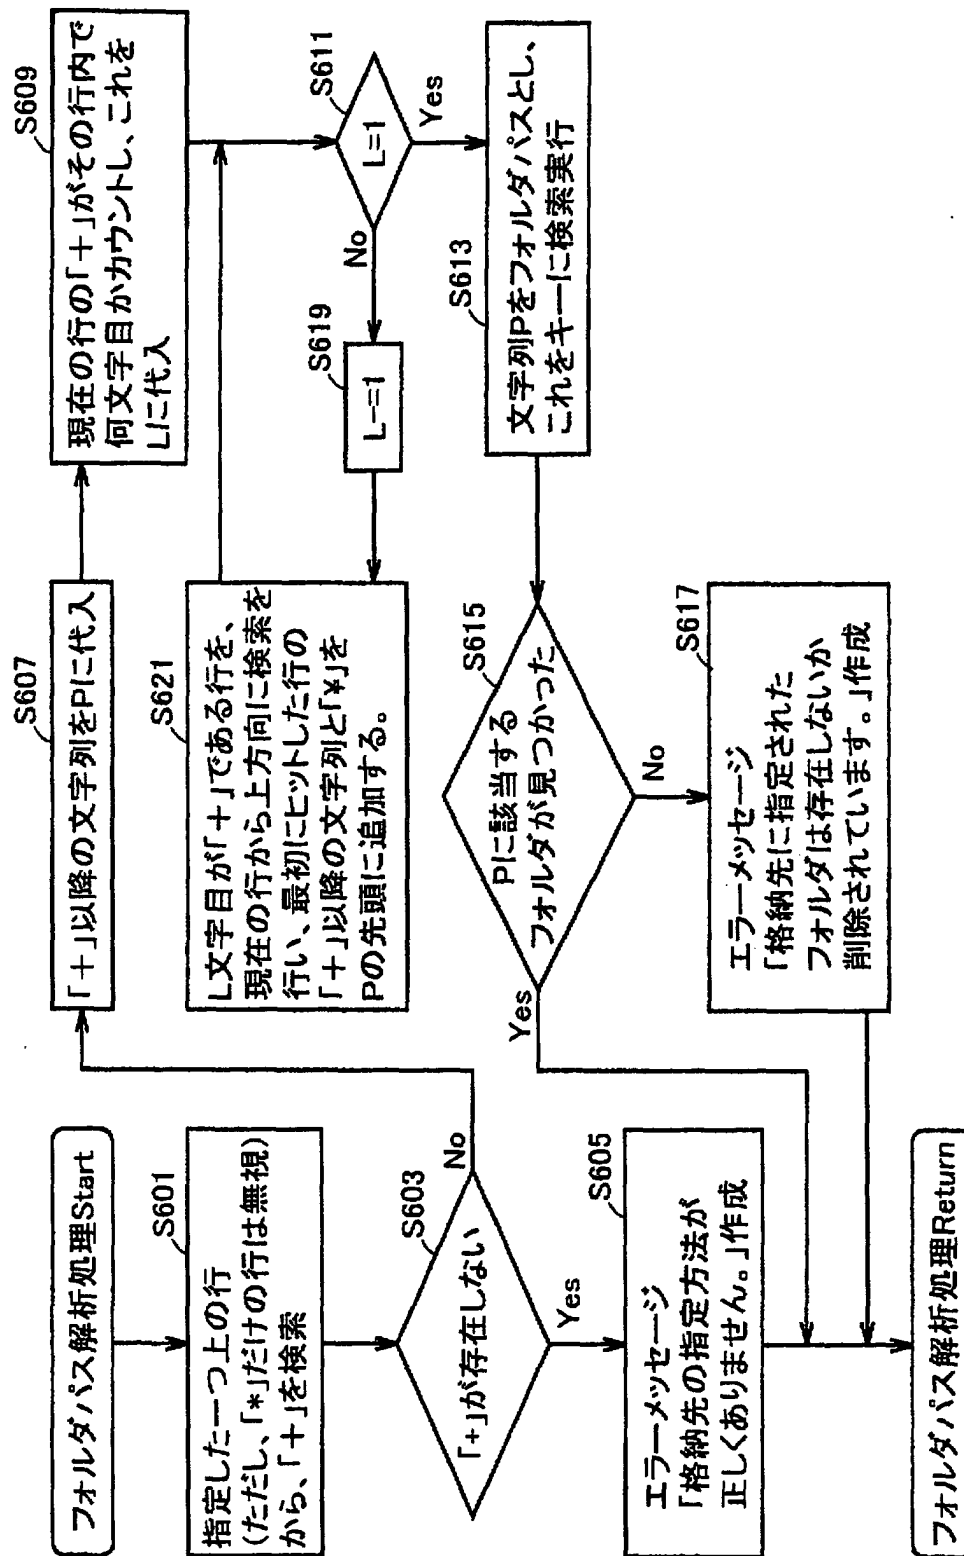 フォルダパス解析処理Start
S601
指定した一つ上の行
(ただし、「*」だけの行は無視)
から、「+」を検索
S603
「+」が存在しない
No
Yes
S605
エラーメッセージ
「格納先の指定方法が
正しくありません。」作成
フォルダパス解析処理Return
S607
「+」以降の文字列をPに代入
S609
現在の行の「+」がその行内で
何文字目かカウントし、これを
Lに代入
S611
L=1
Yes
No
S619
L-=1
S621
L文字目が「+」である行を、
現在の行から上方向に検索を
行い、最初にヒットした行の
「+」以降の文字列と「¥」を
Pの先頭に追加する。
S613
文字列Pをフォルダパスとし、
これをキーに検索実行
S615
Pに該当する
フォルダが見つかった
Yes
No
S617
エラーメッセージ
「格納先に指定された
フォルダは存在しないか
削除されています。」作成